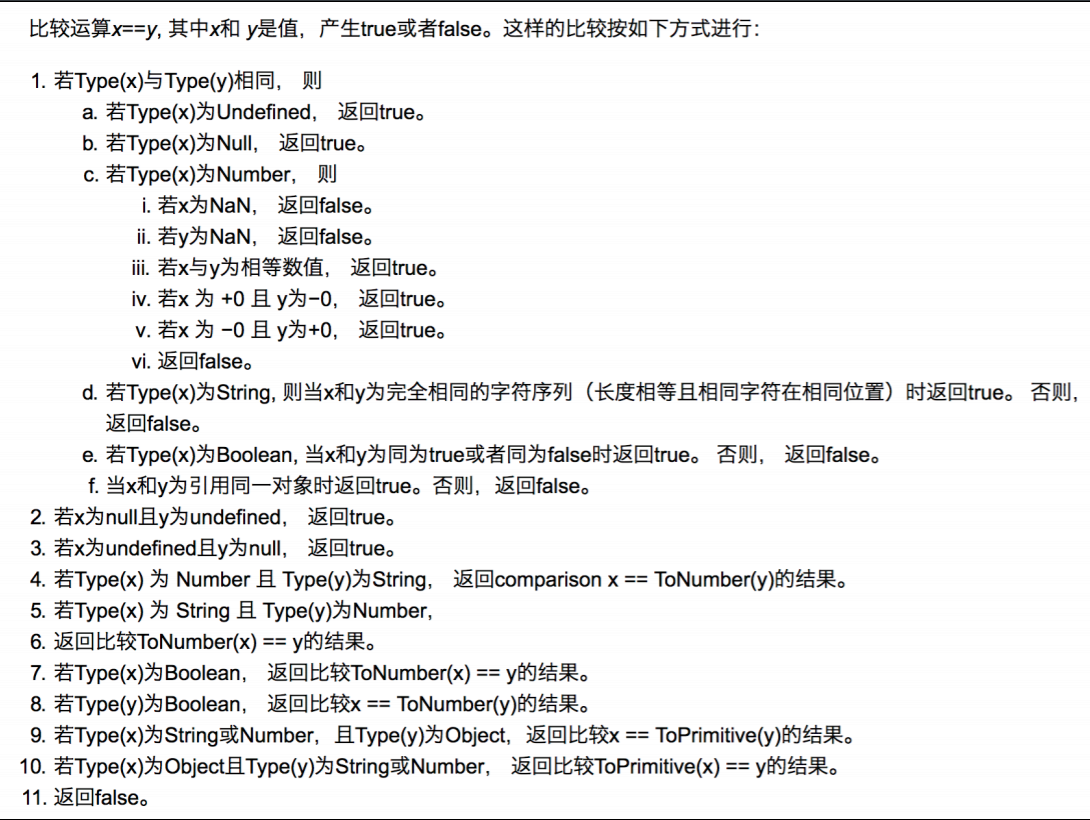 比较运算x==y, 其中x和 y是值，产生true或者false。这样的比较按如下方式进行：
1. 若Type(x)与Type(y)相同， 则
a. 若Type(x)为Undefined， 返回true。
b. 若Type(x)为Null， 返回true。
c. 若Type(x)为Number， 则
i. 若x为NaN， 返回false。
ii. 若y为NaN， 返回false。
iii. 若x与y为相等数值， 返回true。
iv. 若x 为 +0 且 y为−0， 返回true。
v. 若x 为 −0 且 y为+0， 返回true。
vi. 返回false。
d. 若Type(x)为String, 则当x和y为完全相同的字符序列（长度相等且相同字符在相同位置）时返回true。 否则，
返回false。
e. 若Type(x)为Boolean, 当x和y为同为true或者同为false时返回true。 否则， 返回false。
f. 当x和y为引用同一对象时返回true。否则，返回false。
2. 若x为null且y为undefined， 返回true。
3. 若x为undefined且y为null， 返回true。
4. 若Type(x) 为 Number 且 Type(y)为String， 返回comparison x == ToNumber(y)的结果。
5. 若Type(x) 为 String 且 Type(y)为Number,
6. 返回比较ToNumber(x) == y的结果。
7. 若Type(x)为Boolean， 返回比较ToNumber(x) == y的结果。
8. 若Type(y)为Boolean， 返回比较x == ToNumber(y)的结果。
9. 若Type(x)为String或Number，且Type(y)为Object，返回比较x == ToPrimitive(y)的结果。
10. 若Type(x)为Object且Type(y)为String或Number， 返回比较ToPrimitive(x) == y的结果。
11. 返回false。